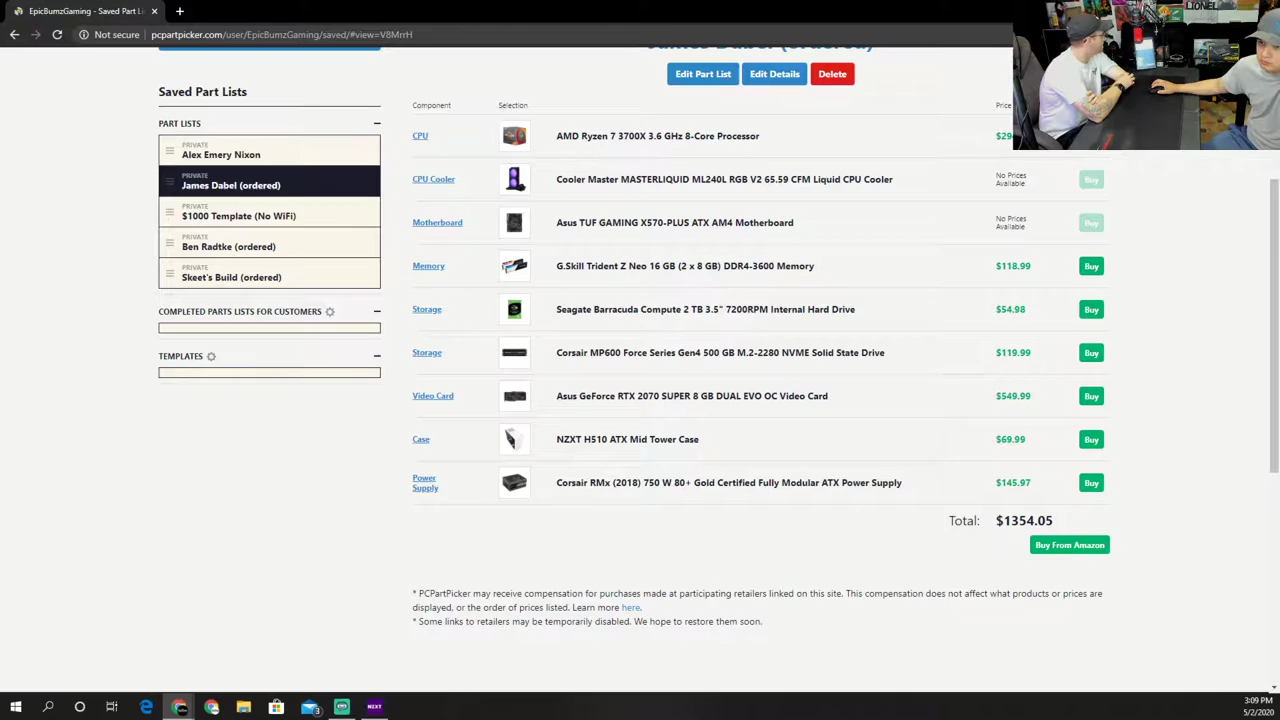 EpicBumzGaming - Saved Part Li
Not secure | pcpartpicker.com/user/EpicBumzGaming/saved/#view=V8MrrH
LIONEL
James Dabel (ordered)
Edit Part List
Edit Details
Delete
Saved Part Lists
PART LISTS
PRIVATE
Alex Emery Nixon
PRIVATE
James Dabel (ordered)
PRIVATE
$1000 Template (No WiFi)
PRIVATE
Ben Radtke (ordered)
PRIVATE
Skeet's Build (ordered)
COMPLETED PARTS LISTS FOR CUSTOMERS
TEMPLATES
Component Selection Price
CPU AMD Ryzen 7 3700X 3.6 GHz 8-Core Processor
CPU Cooler Cooler Master MASTERLIQUID ML240L RGB V2 65.59 CFM Liquid CPU Cooler No Prices
Available Buy
Motherboard Asus TUF GAMING X570-PLUS ATX AM4 Motherboard No Prices
Available Buy
Memory G.Skill Trident Z Neo 16 GB (2 x 8 GB) DDR4-3600 Memory $118.99 Buy
Storage Seagate Barracuda Compute 2 TB 3.5" 7200RPM Internal Hard Drive $54.98 Buy
Storage Corsair MP600 Force Series Gen4 500 GB M.2-2280 NVME Solid State Drive $119.99 Buy
Video Card Asus GeForce RTX 2070 SUPER 8 GB DUAL EVO OC Video Card $549.99 Buy
Case NZXT H510 ATX Mid Tower Case $69.99 Buy
Power
Supply Corsair RMx (2018) 750 W 80+ Gold Certified Fully Modular ATX Power Supply $145.97 Buy
Total: $1354.05
Buy From Amazon
* PCPartPicker may receive compensation for purchases made at participating retailers linked on this site. This compensation does not affect what products or prices are
displayed, or the order of prices listed. Learn more here.
* Some links to retailers may be temporarily disabled. We hope to restore them soon.
3
NZXT
3:09 PM
5/2/2020